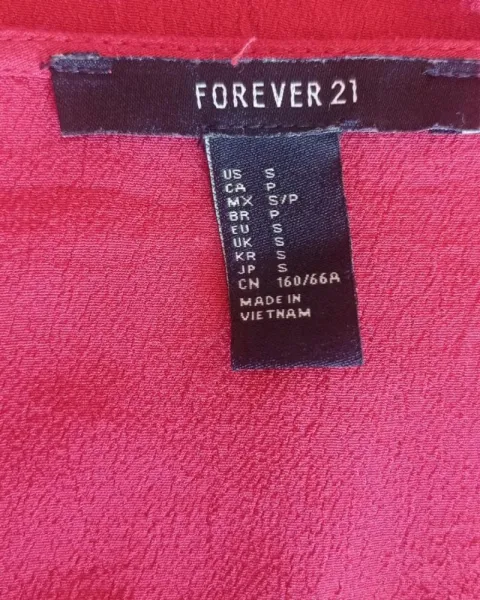 FOREVER 21
US S
CA P
MX S/P
BR P
EU S
UK S
KR S
JP S
CN 160/66A
MADE IN
VIETNAM